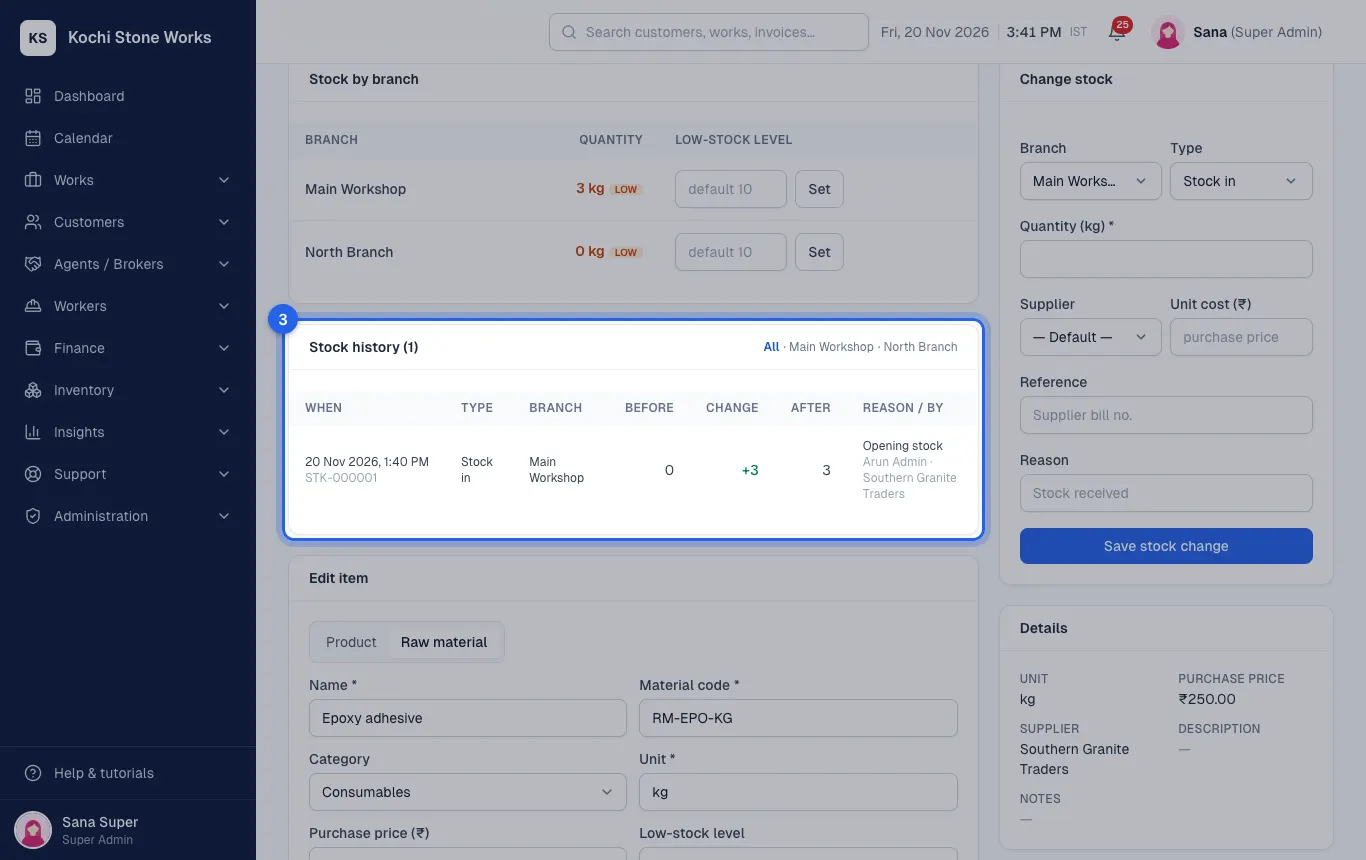 KS Kochi Stone Works
Search customers, works, invoices...
Fri, 20 Nov 2026 3:41 PM IST
25
Sana (Super Admin)
Dashboard
Calendar
Works
Customers
Agents / Brokers
Workers
Finance
Inventory
Insights
Support
Administration
Help & tutorials
Sana Super
Super Admin
Stock by branch
BRANCH QUANTITY LOW-STOCK LEVEL
Main Workshop 3 kg LOW default 10 Set
North Branch 0 kg LOW default 10 Set
3
Stock history (1) All · Main Workshop · North Branch
WHEN TYPE BRANCH BEFORE CHANGE AFTER REASON / BY
20 Nov 2026, 1:40 PM
STK-000001
Stock
in
Main
Workshop
0 +3 3
Opening stock
Arun Admin ·
Southern Granite
Traders
Edit item
Product Raw material
Name * Material code *
Epoxy adhesive RM-EPO-KG
Category Unit *
Consumables kg
Purchase price (₹) Low-stock level
Change stock
Branch Type
Main Works... Stock in
Quantity (kg) *
Supplier Unit cost (₹)
— Default — purchase price
Reference
Supplier bill no.
Reason
Stock received
Save stock change
Details
UNIT PURCHASE PRICE
kg ₹250.00
SUPPLIER DESCRIPTION
Southern Granite —
Traders
NOTES
—